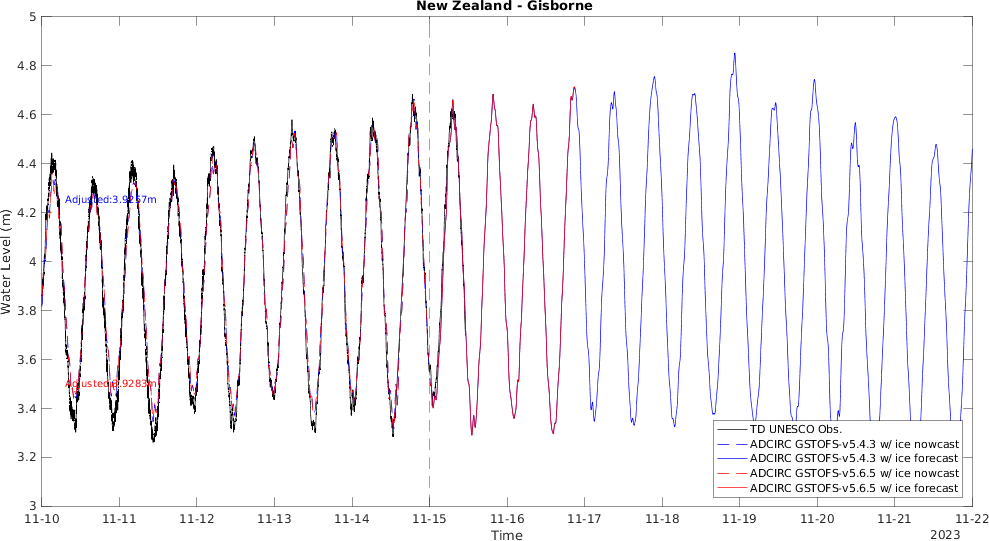 New Zealand - Gisborne
5
4.8
4.6
4.4
4.2
4
3.8
3.6
3.4
3.2
3
Water Level (m)
Adjusted:3.9257m
Adjusted:3.9283m
TD UNESCO Obs.
ADCIRC GSTOFS-v5.4.3 w/ ice nowcast
ADCIRC GSTOFS-v5.4.3 w/ ice forecast
ADCIRC GSTOFS-v5.6.5 w/ ice nowcast
ADCIRC GSTOFS-v5.6.5 w/ ice forecast
11-10 11-11 11-12 11-13 11-14 11-15 11-16 11-17 11-18 11-19 11-20 11-21 11-22
Time
2023